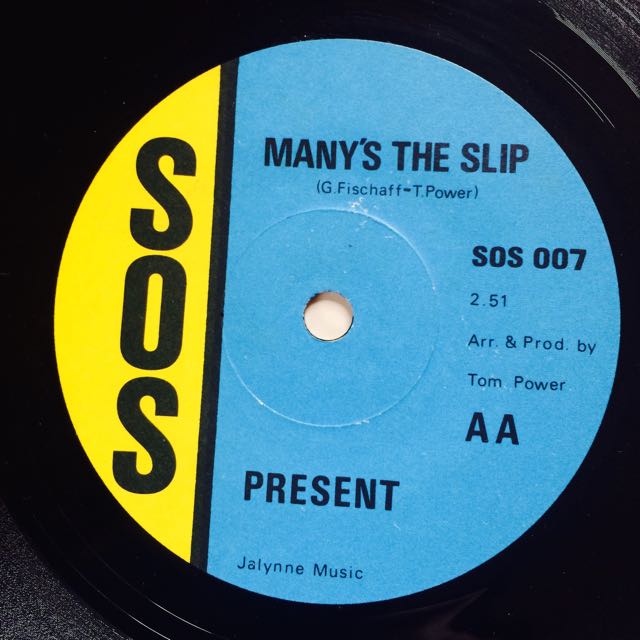 SOS
MANY'S THE SLIP
(G.Fischaff-T.Power)
SOS 007
2.51
Arr. & Prod. by
Tom Power
AA
PRESENT
Jalynne Music